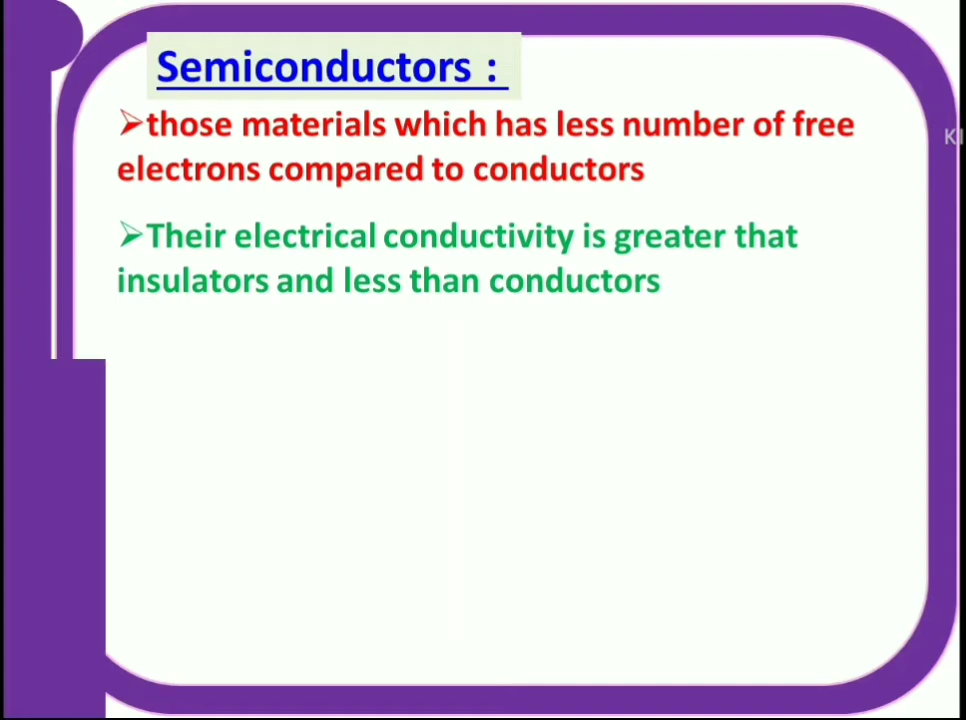 Semiconductors :
➢those materials which has less number of free
electrons compared to conductors
➢Their electrical conductivity is greater that
insulators and less than conductors
KI